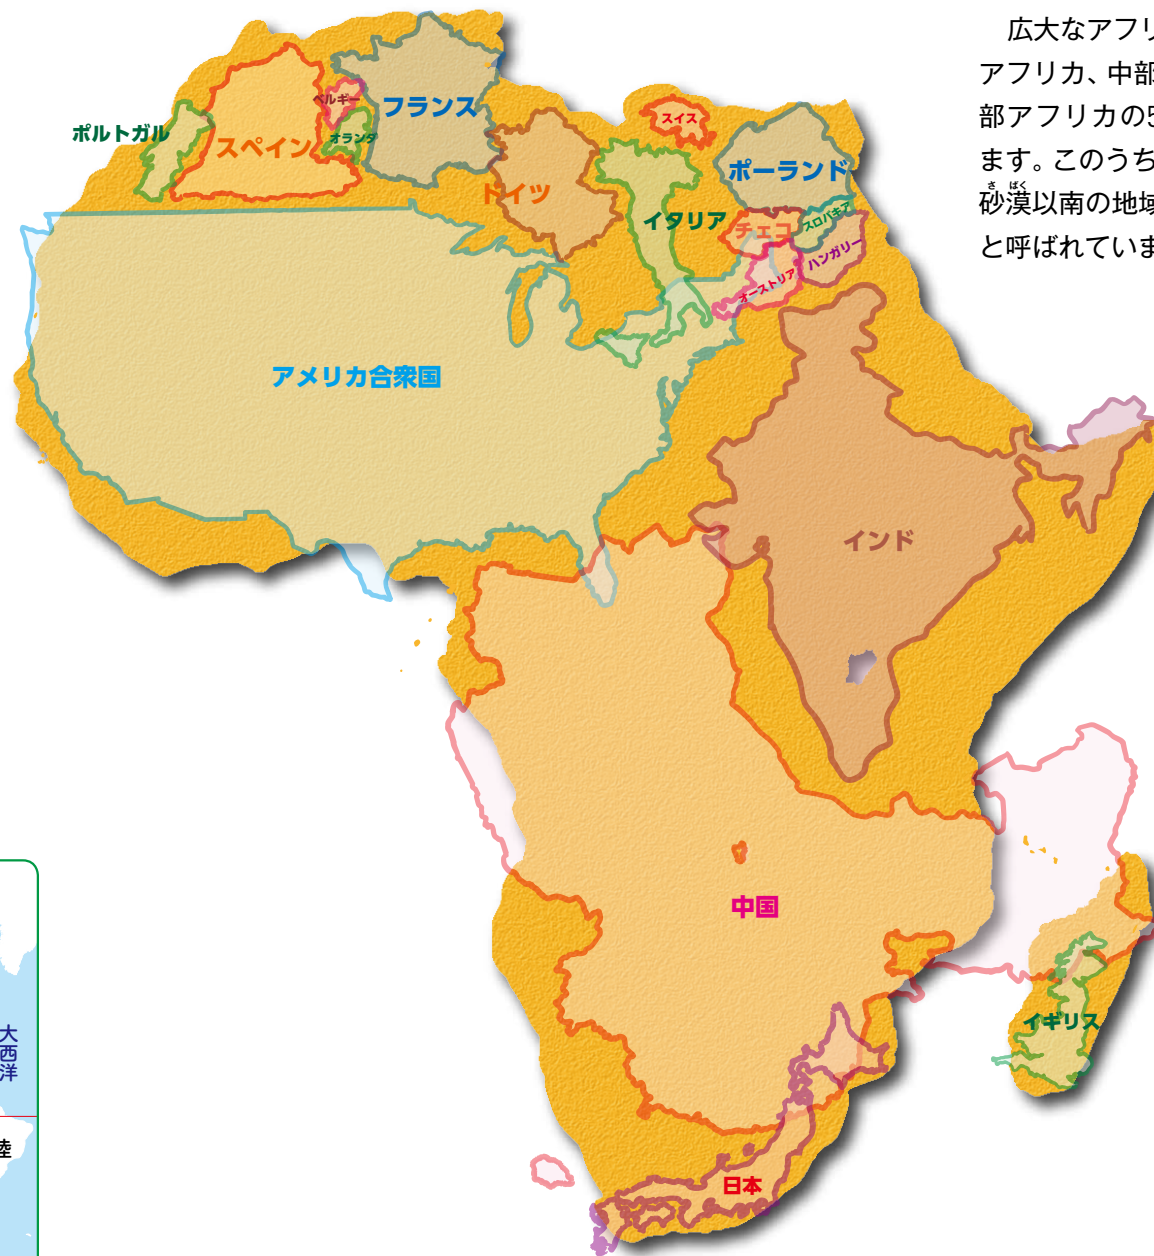 広大なアフリ
アフリカ、中部
部アフリカの5
ます。このうち
さばく
砂漠以南の地域
と呼ばれていま
ポルトガル
スペイン
ベルギー
オランダ
フランス
ドイツ
スイス
イタリア
ポーランド
チェコ
スロバキア
オーストリア
ハンガリー
アメリカ合衆国
インド
中国
イギリス
日本
大西洋
陸